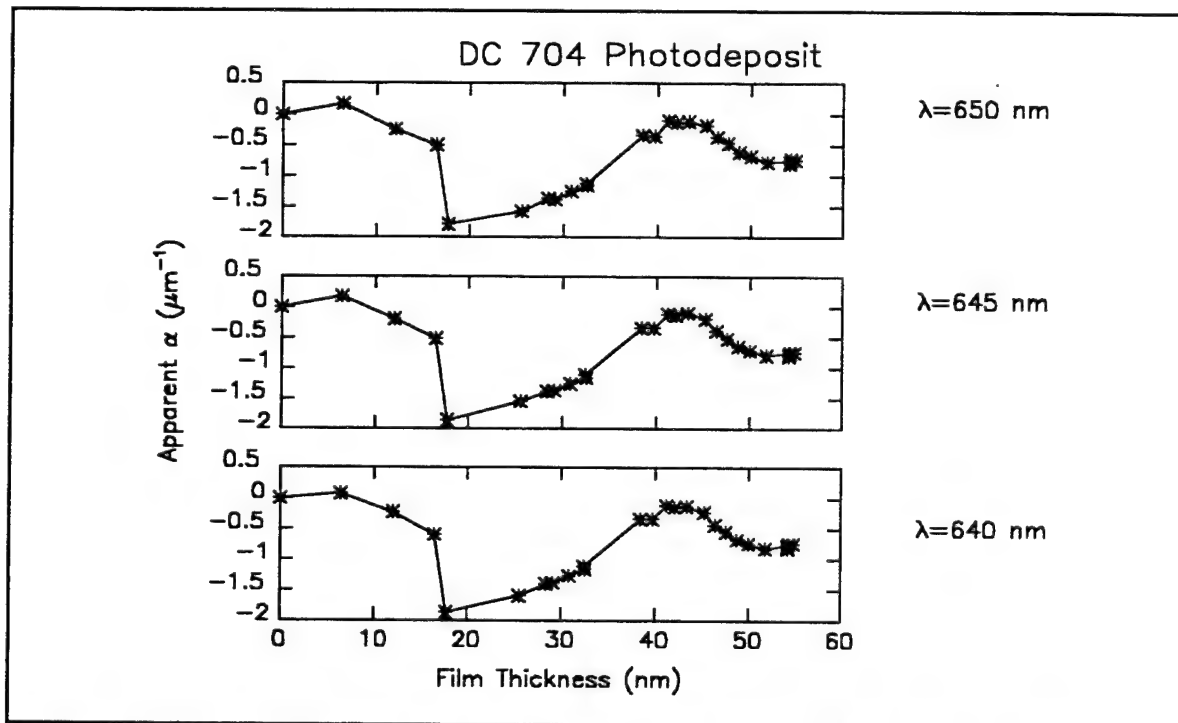 DC 704 Photodeposit
0.5
0
−0.5
−1
−1.5
−2
λ=650 nm
0.5
0
−0.5
−1
−1.5
−2
λ=645 nm
Apparent α (μm⁻¹)
0.5
0
−0.5
−1
−1.5
−2
λ=640 nm
0 10 20 30 40 50 60
Film Thickness (nm)